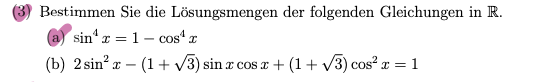 (3) Bestimmen Sie die Lösungsmengen der folgenden Gleichungen in ℝ.
(a) sin⁴ x = 1 − cos⁴ x
(b) 2 sin² x − (1 + √3) sin x cos x + (1 + √3) cos² x = 1